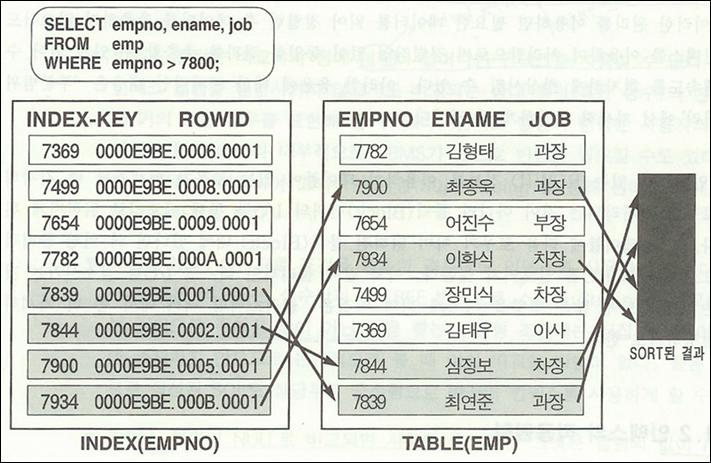 SELECT empno, ename, job
FROM emp
WHERE empno > 7800;
INDEX-KEY ROWID
7369 0000E9BE.0006.0001
7499 0000E9BE.0008.0001
7654 0000E9BE.0009.0001
7782 0000E9BE.000A.0001
7839 0000E9BE.0001.0001
7844 0000E9BE.0002.0001
7900 0000E9BE.0005.0001
7934 0000E9BE.000B.0001
INDEX(EMPNO)
EMPNO ENAME JOB
7782 김형태 과장
7900 최종우 과장
7654 어진수 부장
7934 이화식 차장
7499 장민식 차장
7369 김태우 이사
7844 심정보 차장
7839 최연준 과장
TABLE(EMP)
SORT된 결과